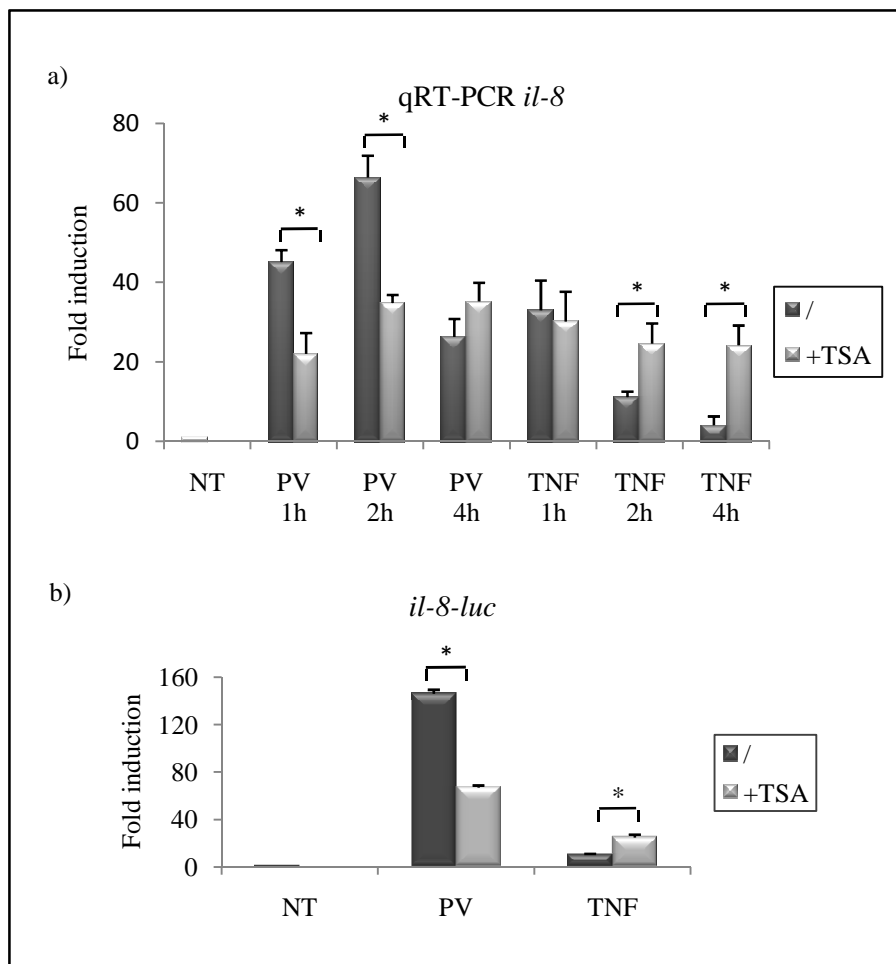 a)
qRT-PCR il-8
Fold induction
80
60
40
20
0
*
*
*
*
NT
PV 1h
PV 2h
PV 4h
TNF 1h
TNF 2h
TNF 4h
/
+TSA
b)
il-8-luc
Fold induction
160
120
80
40
0
*
*
NT
PV
TNF
/
+TSA